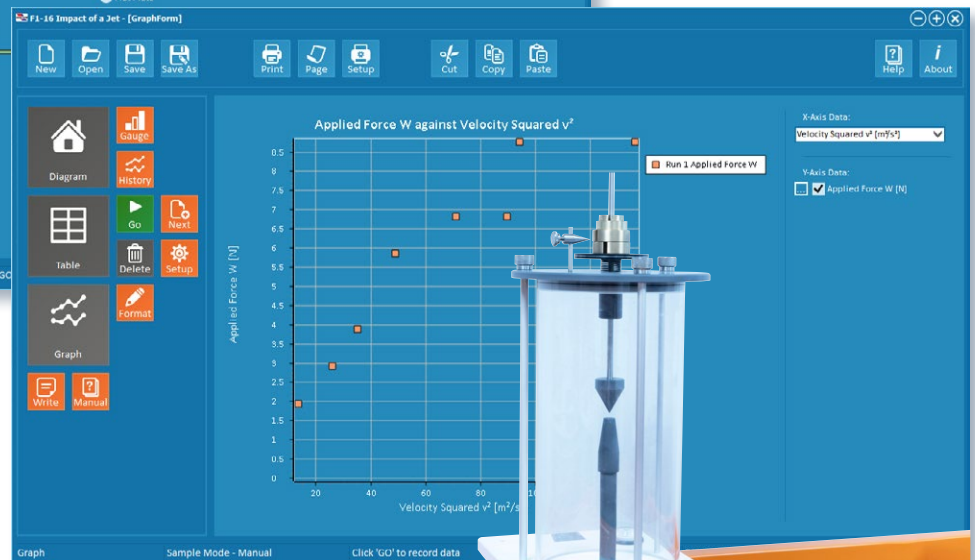 F1-16 Impact of a Jet - [GraphForm]
New Open Save Save As Print Page Setup Cut Copy Paste Help About
Diagram
Gauge
History
Table
Go
Next
Delete
Setup
Graph
Format
Write
Manual
Applied Force W against Velocity Squared v²
Applied Force W [N]
0.5
8
7.5
7
6.5
6
5.5
5
4.5
4
3.5
3
2.5
2
1.5
1
0.5
0
20 40 60 80
Velocity Squared v² [m²/s
Run 1 Applied Force W
X-Axis Data:
Velocity Squared v² [m²/s²]
Y-Axis Data:
... Applied Force W [N]
Graph Sample Mode - Manual Click 'GO' to record data